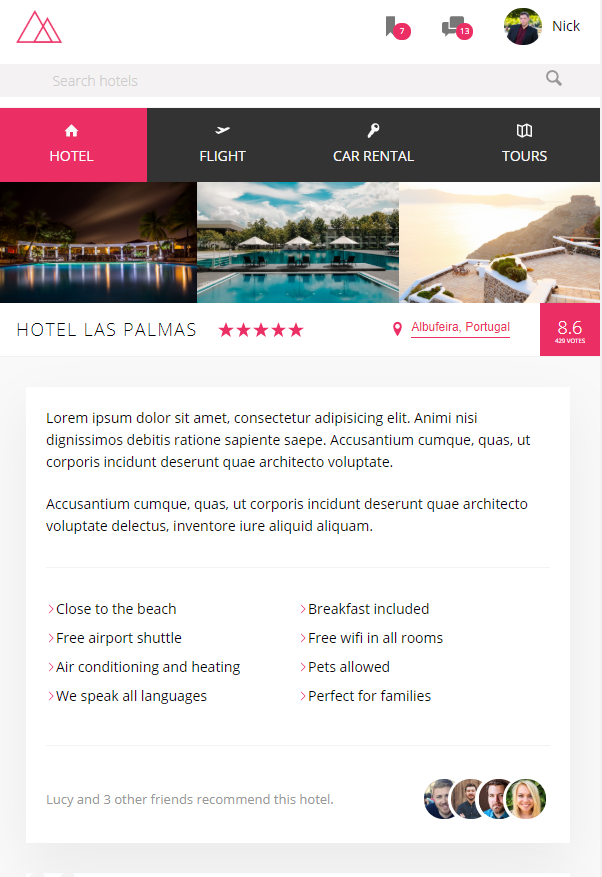 7
13
Nick
Search hotels
HOTEL
FLIGHT
CAR RENTAL
TOURS
HOTEL LAS PALMAS
Albufeira, Portugal
8.6
429 VOTES
Lorem ipsum dolor sit amet, consectetur adipisicing elit. Animi nisi
dignissimos debitis ratione sapiente saepe. Accusantium cumque, quas, ut
corporis incidunt deserunt quae architecto voluptate.
Accusantium cumque, quas, ut corporis incidunt deserunt quae architecto
voluptate delectus, inventore iure aliquid aliquam.
Close to the beach
Breakfast included
Free airport shuttle
Free wifi in all rooms
Air conditioning and heating
Pets allowed
We speak all languages
Perfect for families
Lucy and 3 other friends recommend this hotel.